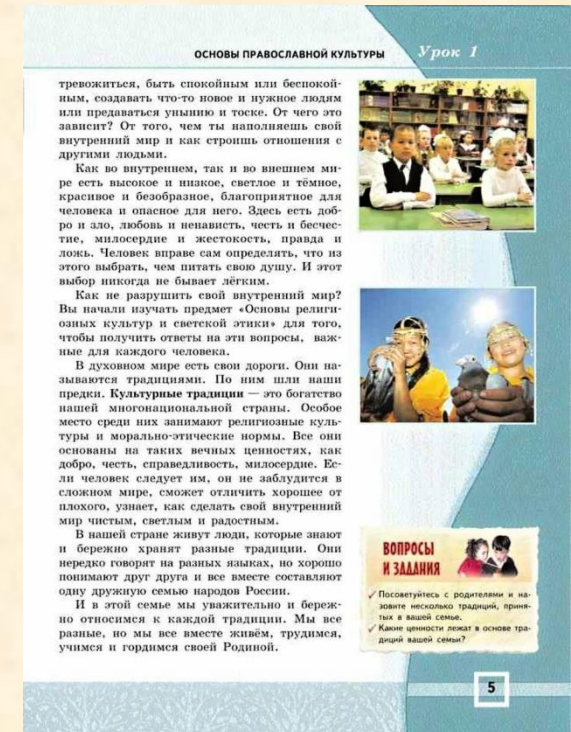 ОСНОВЫ ПРАВОСЛАВНОЙ КУЛЬТУРЫ
Урок 1
тревожиться, быть спокойным или беспокой-
ным, создавать что-то новое и нужное людям
или предаваться унынию и тоске. От чего это
зависит? От того, чем ты наполняешь свой
внутренний мир и как строишь отношения с
другими людьми.
Как во внутреннем, так и во внешнем ми-
ре есть высокое и низкое, светлое и тёмное,
красивое и безобразное, благоприятное для
человека и опасное для него. Здесь есть доб-
ро и зло, любовь и ненависть, честь и бесчес-
тие, милосердие и жестокость, правда и
ложь. Человек вправе сам определять, что из
этого выбрать, чем питать свою душу. И этот
выбор никогда не бывает лёгким.
Как не разрушить свой внутренний мир?
Вы начали изучать предмет «Основы религи-
озных культур и светской этики» для того,
чтобы получить ответы на эти вопросы, важ-
ные для каждого человека.
В духовном мире есть свои дороги. Они на-
зываются традициями. По ним шли наши
предки. Культурные традиции — это богатство
нашей многонациональной страны. Особое
место среди них занимают религиозные куль-
туры и морально-этические нормы. Все они
основаны на таких вечных ценностях, как
добро, честь, справедливость, милосердие. Ес-
ли человек следует им, он не заблудится в
сложном мире, сможет отличить хорошее от
плохого, узнает, как сделать свой внутренний
мир чистым, светлым и радостным.
В нашей стране живут люди, которые знают
и бережно хранят разные традиции. Они
нередко говорят на разных языках, но хорошо
понимают друг друга и все вместе составляют
одну дружную семью народов России.
И в этой семье мы уважительно и береж-
но относимся к каждой традиции. Мы все
разные, но мы все вместе живём, трудимся,
учимся и гордимся своей Родиной.
ВОПРОСЫ
И ЗАДАНИЯ
✓ Посоветуйтесь с родителями и на-
зовите несколько традиций, приня-
тых в вашей семье.
✓ Какие ценности лежат в основе тра-
диций вашей семьи?
5